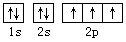 ↑↓ ↑↓ ↑ ↑ ↑
1s 2s 2p